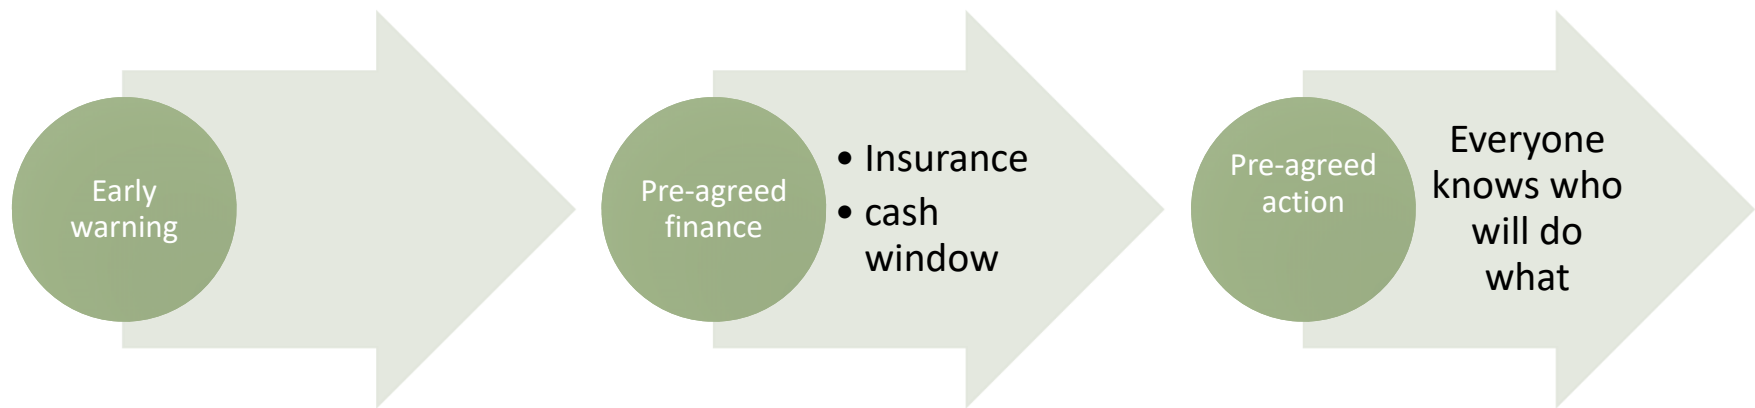 Early
warning
Pre-agreed
finance
• Insurance
• cash
window
Pre-agreed
action
Everyone
knows who
will do
what